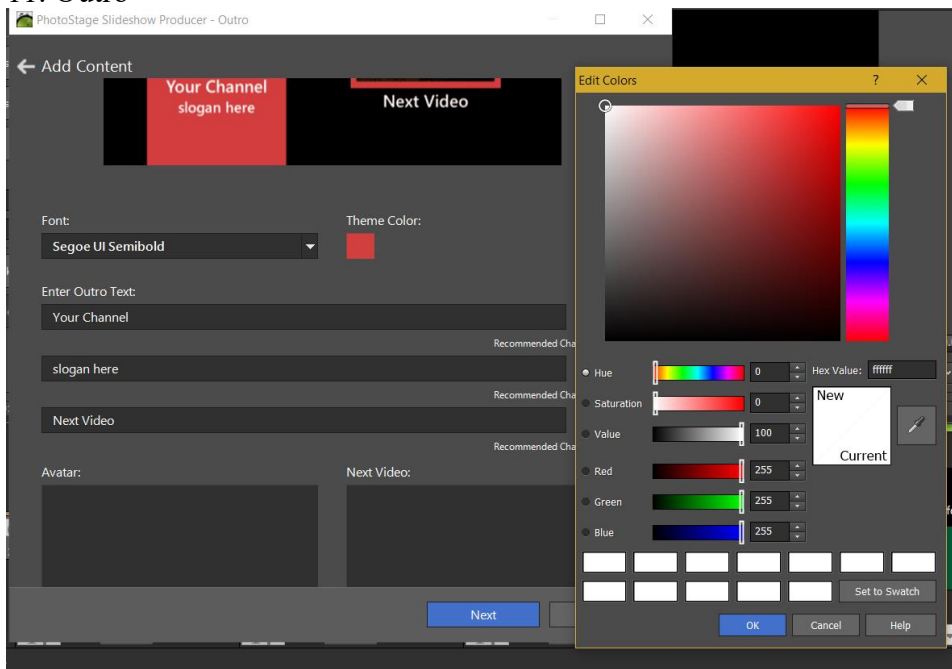 11. Outro
PhotoStage Slideshow Producer - Outro
Add Content
Your Channel
slogan here
Next Video
Font:
Theme Color:
Segoe UI Semibold
Enter Outro Text:
Your Channel
Recommended Cha
slogan here
Recommended Cha
Next Video
Recommended Cha
Avatar:
Next Video:
Next
Edit Colors
?
Hue
0
Hex Value:
ffffff
Saturation
0
New
Value
100
Current
Red
255
Green
255
Blue
255
Set to Swatch
OK
Cancel
Help